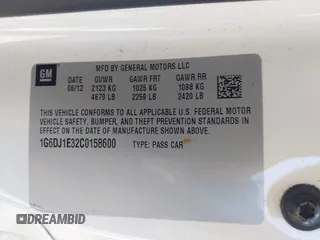 GM
MFD BY GENERAL MOTORS LLC
DATE GVWR GAWR FRT GAWR RR
06/12 2123 KG 1025 KG 1098 KG
4679 LB 2259 LB 2420 LB
THIS VEHICLE CONFORMS TO ALL APPLICABLE U.S. FEDERAL MOTOR
VEHICLE SAFETY, BUMPER, AND THEFT PREVENTION STANDARDS
IN EFFECT ON THE DATE OF MANUFACTURE SHOWN ABOVE.
1G6DJ1E32C0158600 TYPE: PASS CAR
DREAMBID